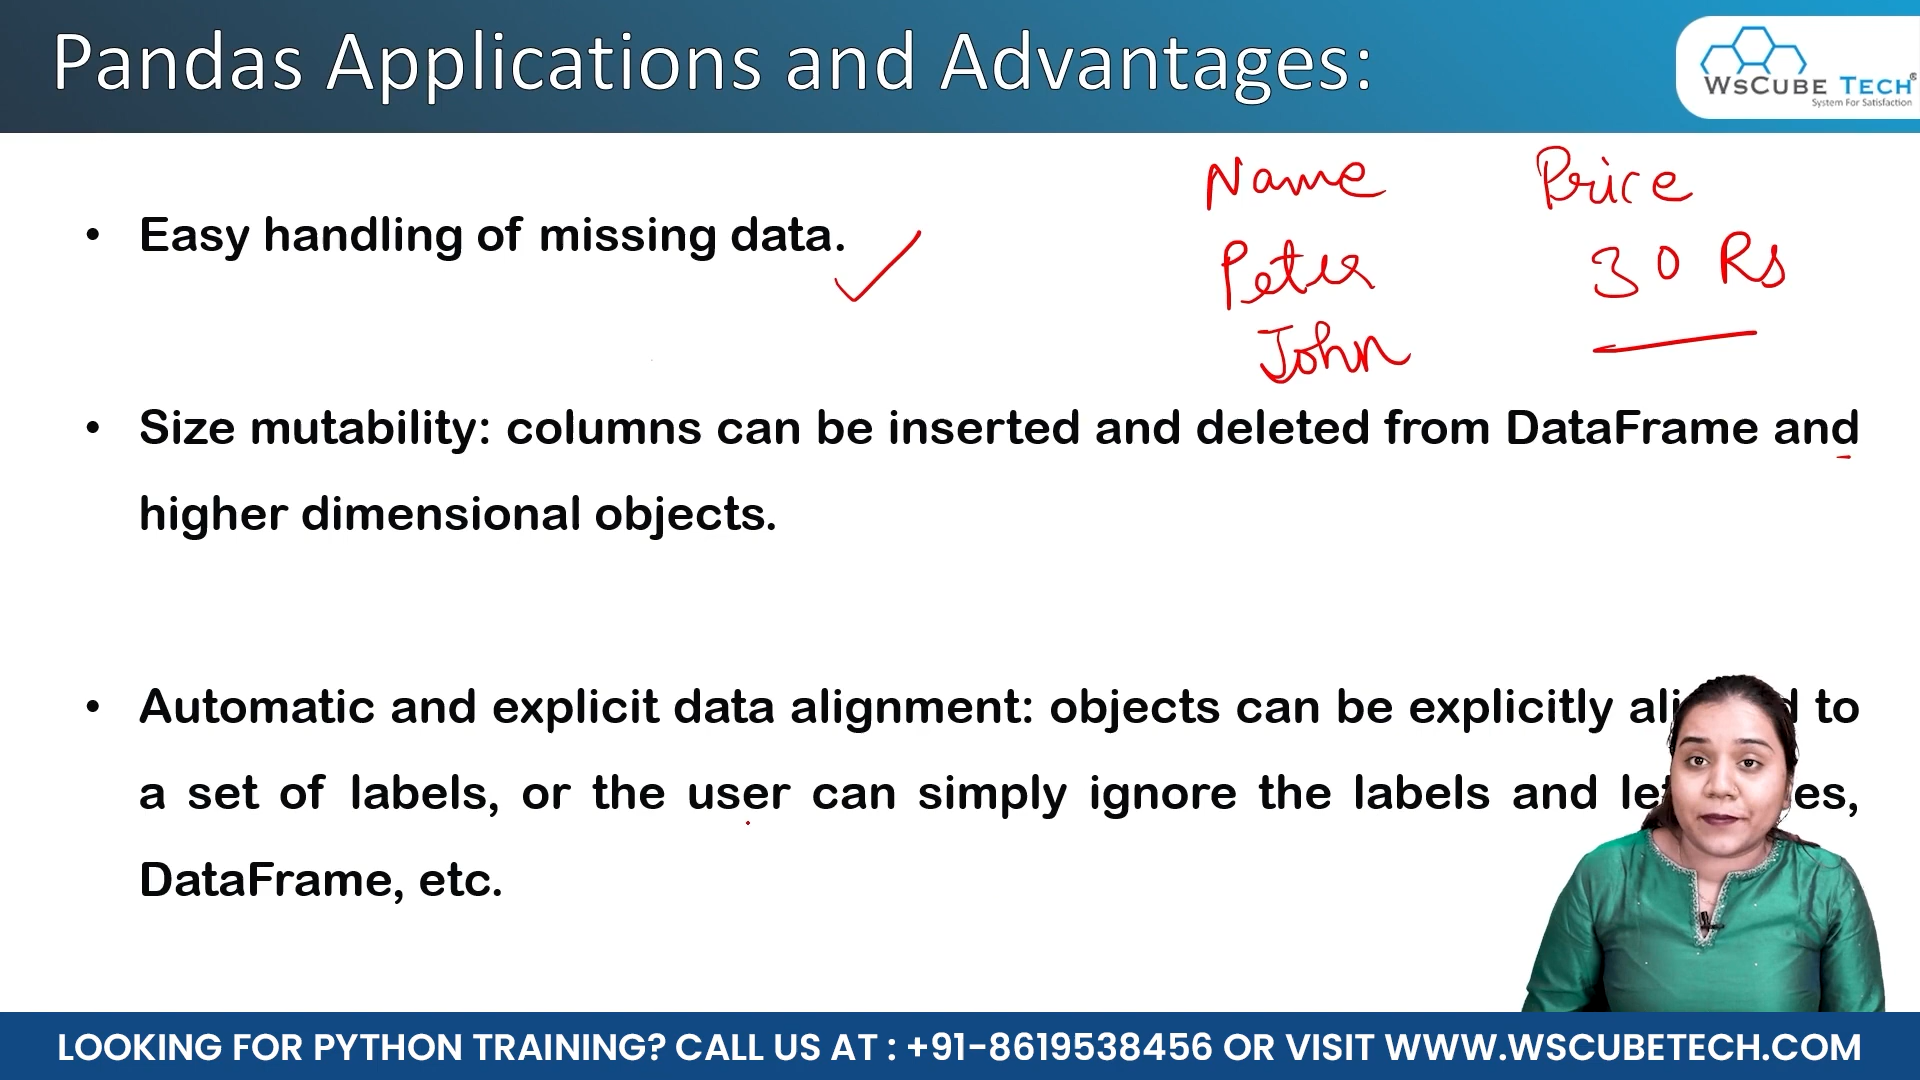 Pandas Applications and Advantages:
WsCube Tech®
System For Satisfaction
Name Price
• Easy handling of missing data.
Peter 30 Rs
John
• Size mutability: columns can be inserted and deleted from DataFrame and
higher dimensional objects.
• Automatic and explicit data alignment: objects can be explicitly to
a set of labels, or the user can simply ignore the labels and
DataFrame, etc.
LOOKING FOR PYTHON TRAINING? CALL US AT : +91-8619538456 OR VISIT WWW.WSCUBETECH.COM